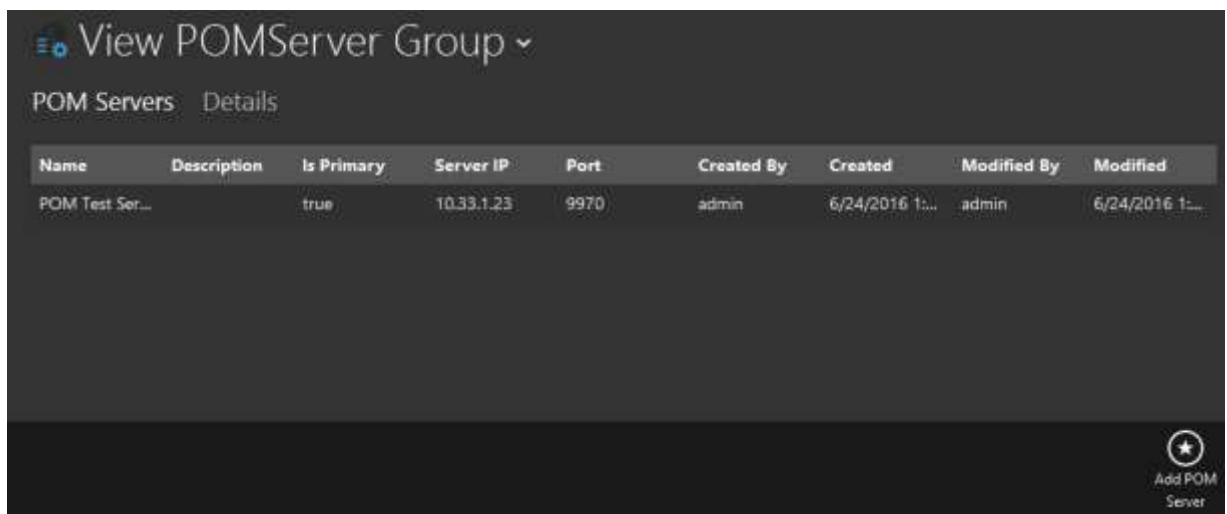 View POMServer Group
POM Servers Details
Name Description Is Primary Server IP Port Created By Created Modified By Modified
POM Test Ser... true 10.33.1.23 9970 admin 6/24/2016 1:... admin 6/24/2016 1:...
Add POM
Server